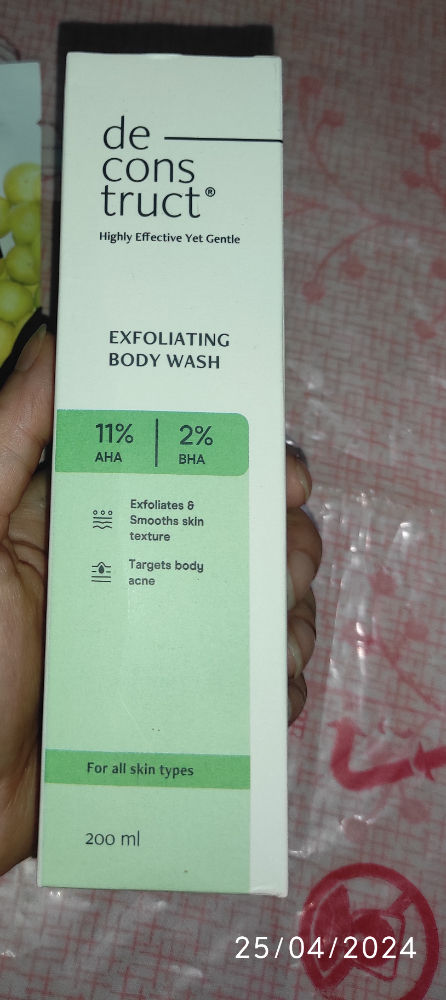 de
cons
truct®
Highly Effective Yet Gentle
EXFOLIATING
BODY WASH
11% 2%
AHA BHA
Exfoliates &
Smooths skin
texture
Targets body
acne
For all skin types
200 ml
25/04/2024